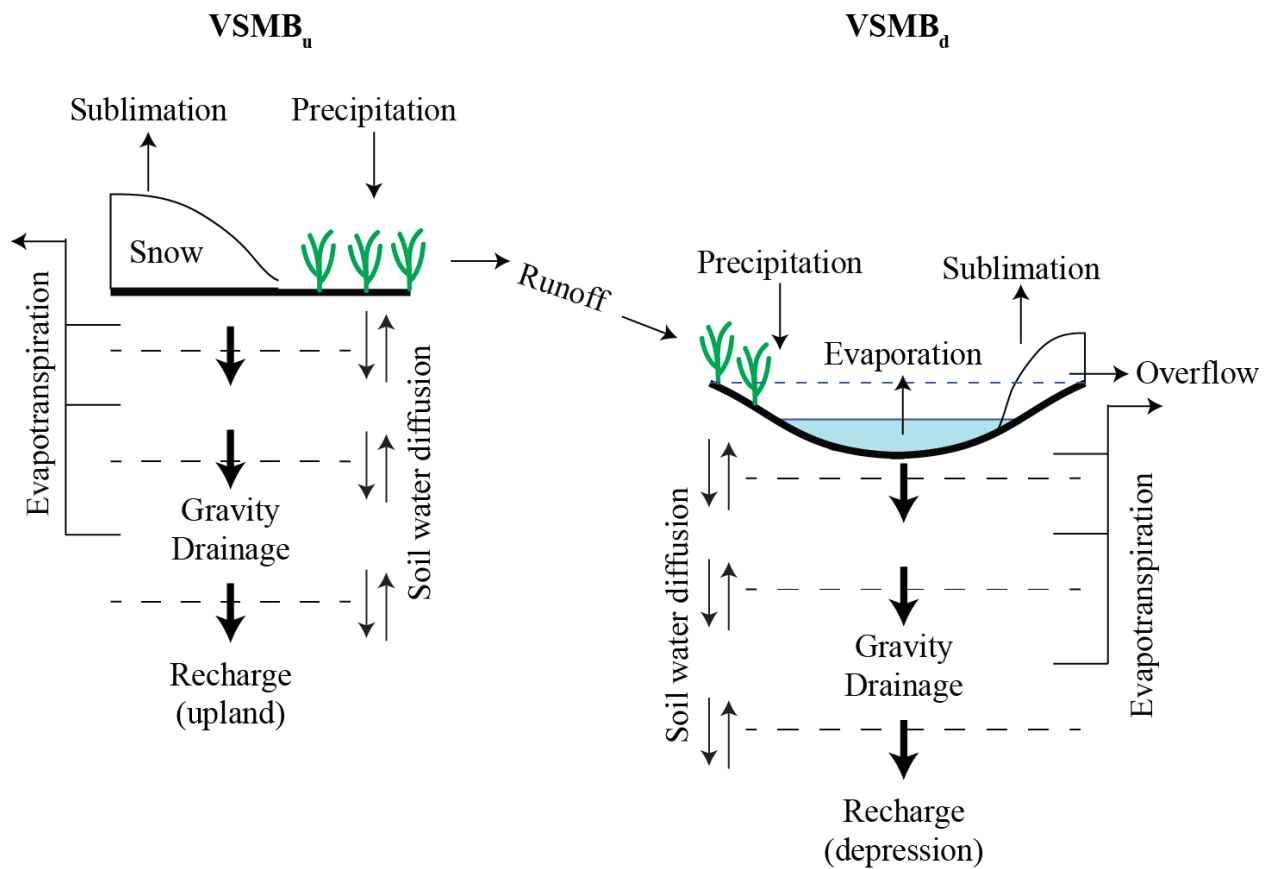 VSMBu
Sublimation
Precipitation
Snow
Evapotranspiration
Gravity
Drainage
Soil water diffusion
Recharge
(upland)
Runoff
VSMBd
Precipitation
Sublimation
Evaporation
Overflow
Soil water diffusion
Gravity
Drainage
Evapotranspiration
Recharge
(depression)